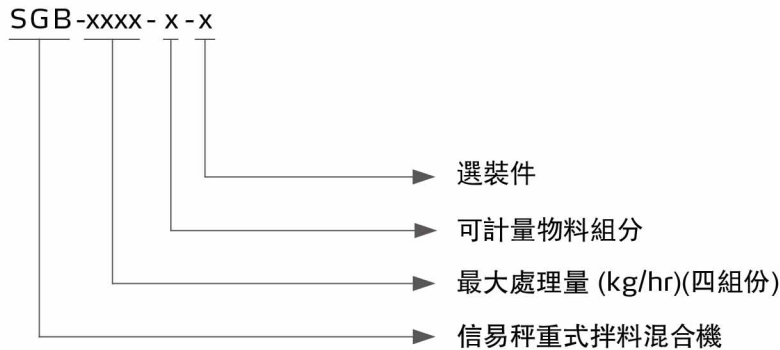 SGB-xxxx-x-x
選裝件
可計量物料組分
最大處理量 (kg/hr)(四組份)
信易秤重式拌料混合機